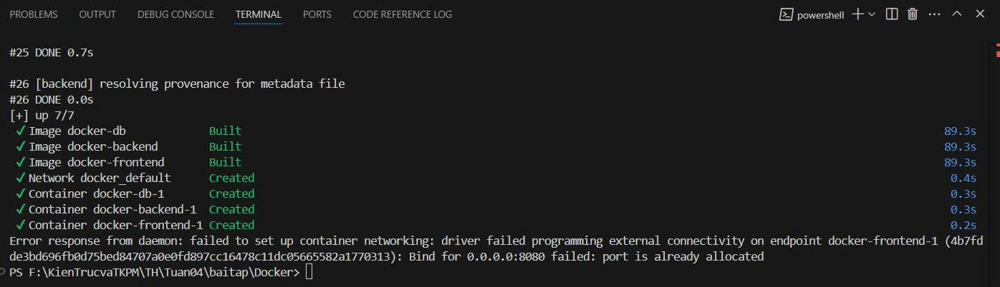 PROBLEMS OUTPUT DEBUG CONSOLE TERMINAL PORTS CODE REFERENCE LOG powershell
#25 DONE 0.7s
#26 [backend] resolving provenance for metadata file
#26 DONE 0.0s
[+] up 7/7
✓ Image docker-db Built 89.3s
✓ Image docker-backend Built 89.3s
✓ Image docker-frontend Built 89.3s
✓ Network docker_default Created 0.4s
✓ Container docker-db-1 Created 0.3s
✓ Container docker-backend-1 Created 0.3s
✓ Container docker-frontend-1 Created 0.2s
Error response from daemon: failed to set up container networking: driver failed programming external connectivity on endpoint docker-frontend-1 (4b7fd
de3bd696fb0d75bed84707a0e0fd897cc16478c11dc05665582a1770313): Bind for 0.0.0.0:8080 failed: port is already allocated
PS F:\KienTrucvaTKPM\TH\Tuan04\baitap\Docker>